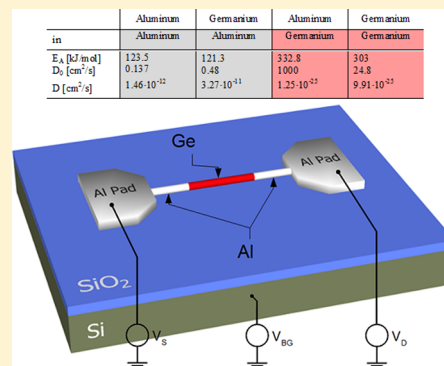 Aluminum Germanium Aluminum Germanium
in Aluminum Aluminum Germanium Germanium
E_A [kJ/mol] 123.5 121.3 332.8 303
D_0 [cm²/s] 0.137 0.48 1000 24.8
D [cm²/s] 1.46·10⁻¹² 3.27·10⁻¹¹ 1.25·10⁻²⁵ 9.91·10⁻²⁵
Ge
Al Pad
Al Pad
Al
SiO₂
Si
V_S
V_BG
V_D